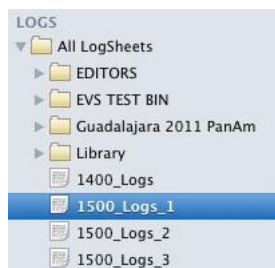 LOGS
All LogSheets
EDITORS
EVS TEST BIN
Guadalajara 2011 PanAm
Library
1400_Logs
1500_Logs_1
1500_Logs_2
1500_Logs_3